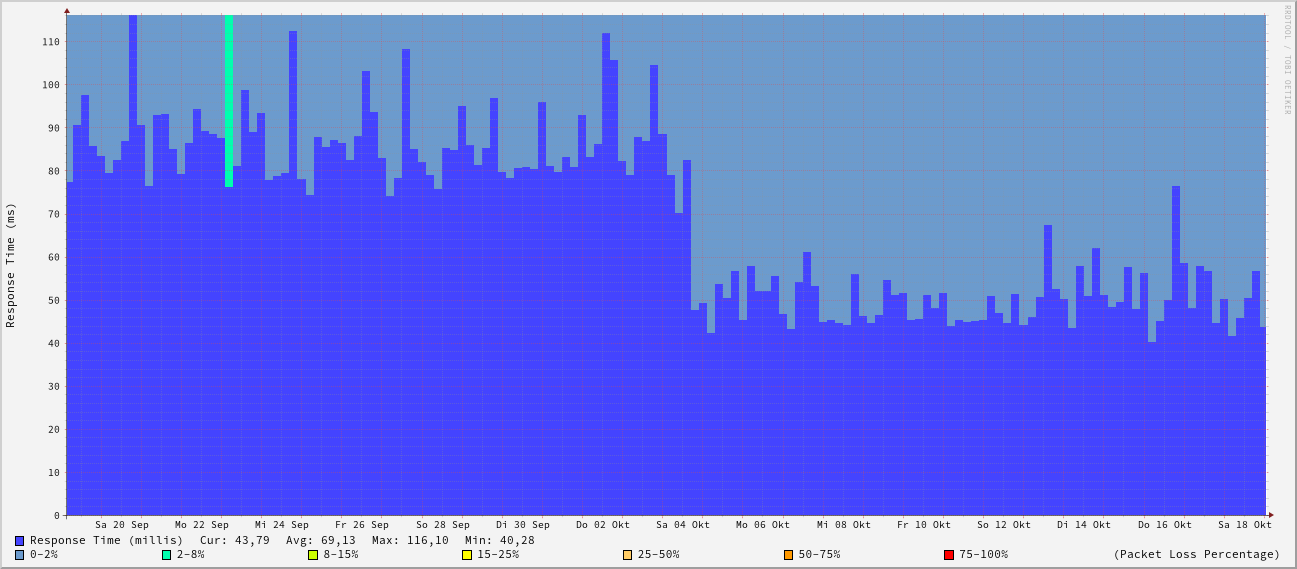 RRDTOOL / TOBI OETIKER
Response Time (ms)
110
100
90
80
70
60
50
40
30
20
10
0
Sa 20 Sep Mo 22 Sep Mi 24 Sep Fr 26 Sep So 28 Sep Di 30 Sep Do 02 Okt Sa 04 Okt Mo 06 Okt Mi 08 Okt Fr 10 Okt So 12 Okt Di 14 Okt Do 16 Okt Sa 18 Okt
Response Time (millis) Cur: 43,79 Avg: 69,13 Max: 116,10 Min: 40,28
0-2% 2-8% 8-15% 15-25% 25-50% 50-75% 75-100% (Packet Loss Percentage)